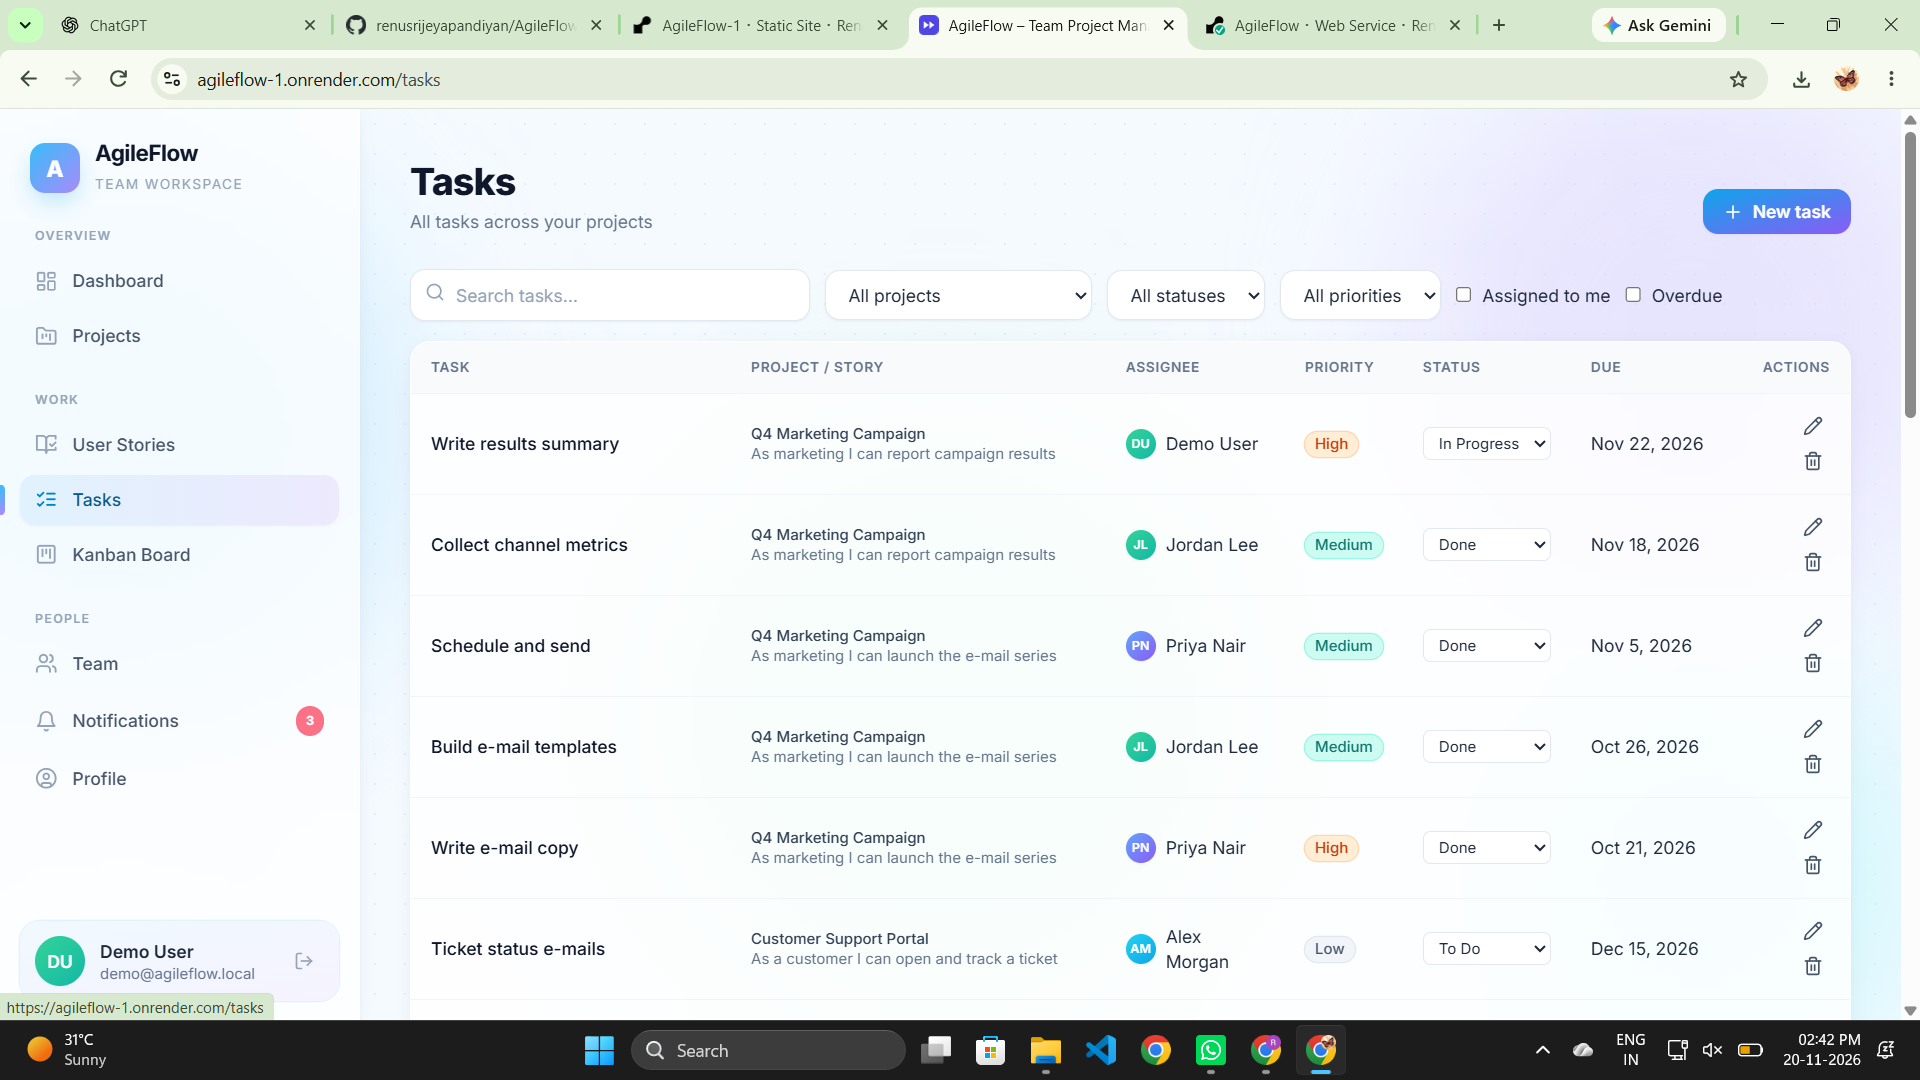 ChatGPT
renusrijeyapandiyan/AgileFlow
AgileFlow-1 · Static Site · Ren
AgileFlow – Team Project Man
AgileFlow · Web Service · Ren
Ask Gemini
agileflow-1.onrender.com/tasks
A
AgileFlow
TEAM WORKSPACE
OVERVIEW
Dashboard
Projects
WORK
User Stories
Tasks
Kanban Board
PEOPLE
Team
Notifications
3
Profile
DU
Demo User
demo@agileflow.local
https://agileflow-1.onrender.com/tasks
Tasks
All tasks across your projects
+ New task
Search tasks...
All projects
All statuses
All priorities
Assigned to me
Overdue
TASK PROJECT / STORY ASSIGNEE PRIORITY STATUS DUE ACTIONS
Write results summary
Q4 Marketing Campaign
As marketing I can report campaign results
DU Demo User
High
In Progress
Nov 22, 2026
Collect channel metrics
Q4 Marketing Campaign
As marketing I can report campaign results
JL Jordan Lee
Medium
Done
Nov 18, 2026
Schedule and send
Q4 Marketing Campaign
As marketing I can launch the e-mail series
PN Priya Nair
Medium
Done
Nov 5, 2026
Build e-mail templates
Q4 Marketing Campaign
As marketing I can launch the e-mail series
JL Jordan Lee
Medium
Done
Oct 26, 2026
Write e-mail copy
Q4 Marketing Campaign
As marketing I can launch the e-mail series
PN Priya Nair
High
Done
Oct 21, 2026
Ticket status e-mails
Customer Support Portal
As a customer I can open and track a ticket
AM Alex
Morgan
Low
To Do
Dec 15, 2026
31°C
Sunny
Search
ENG
IN
02:42 PM
20-11-2026